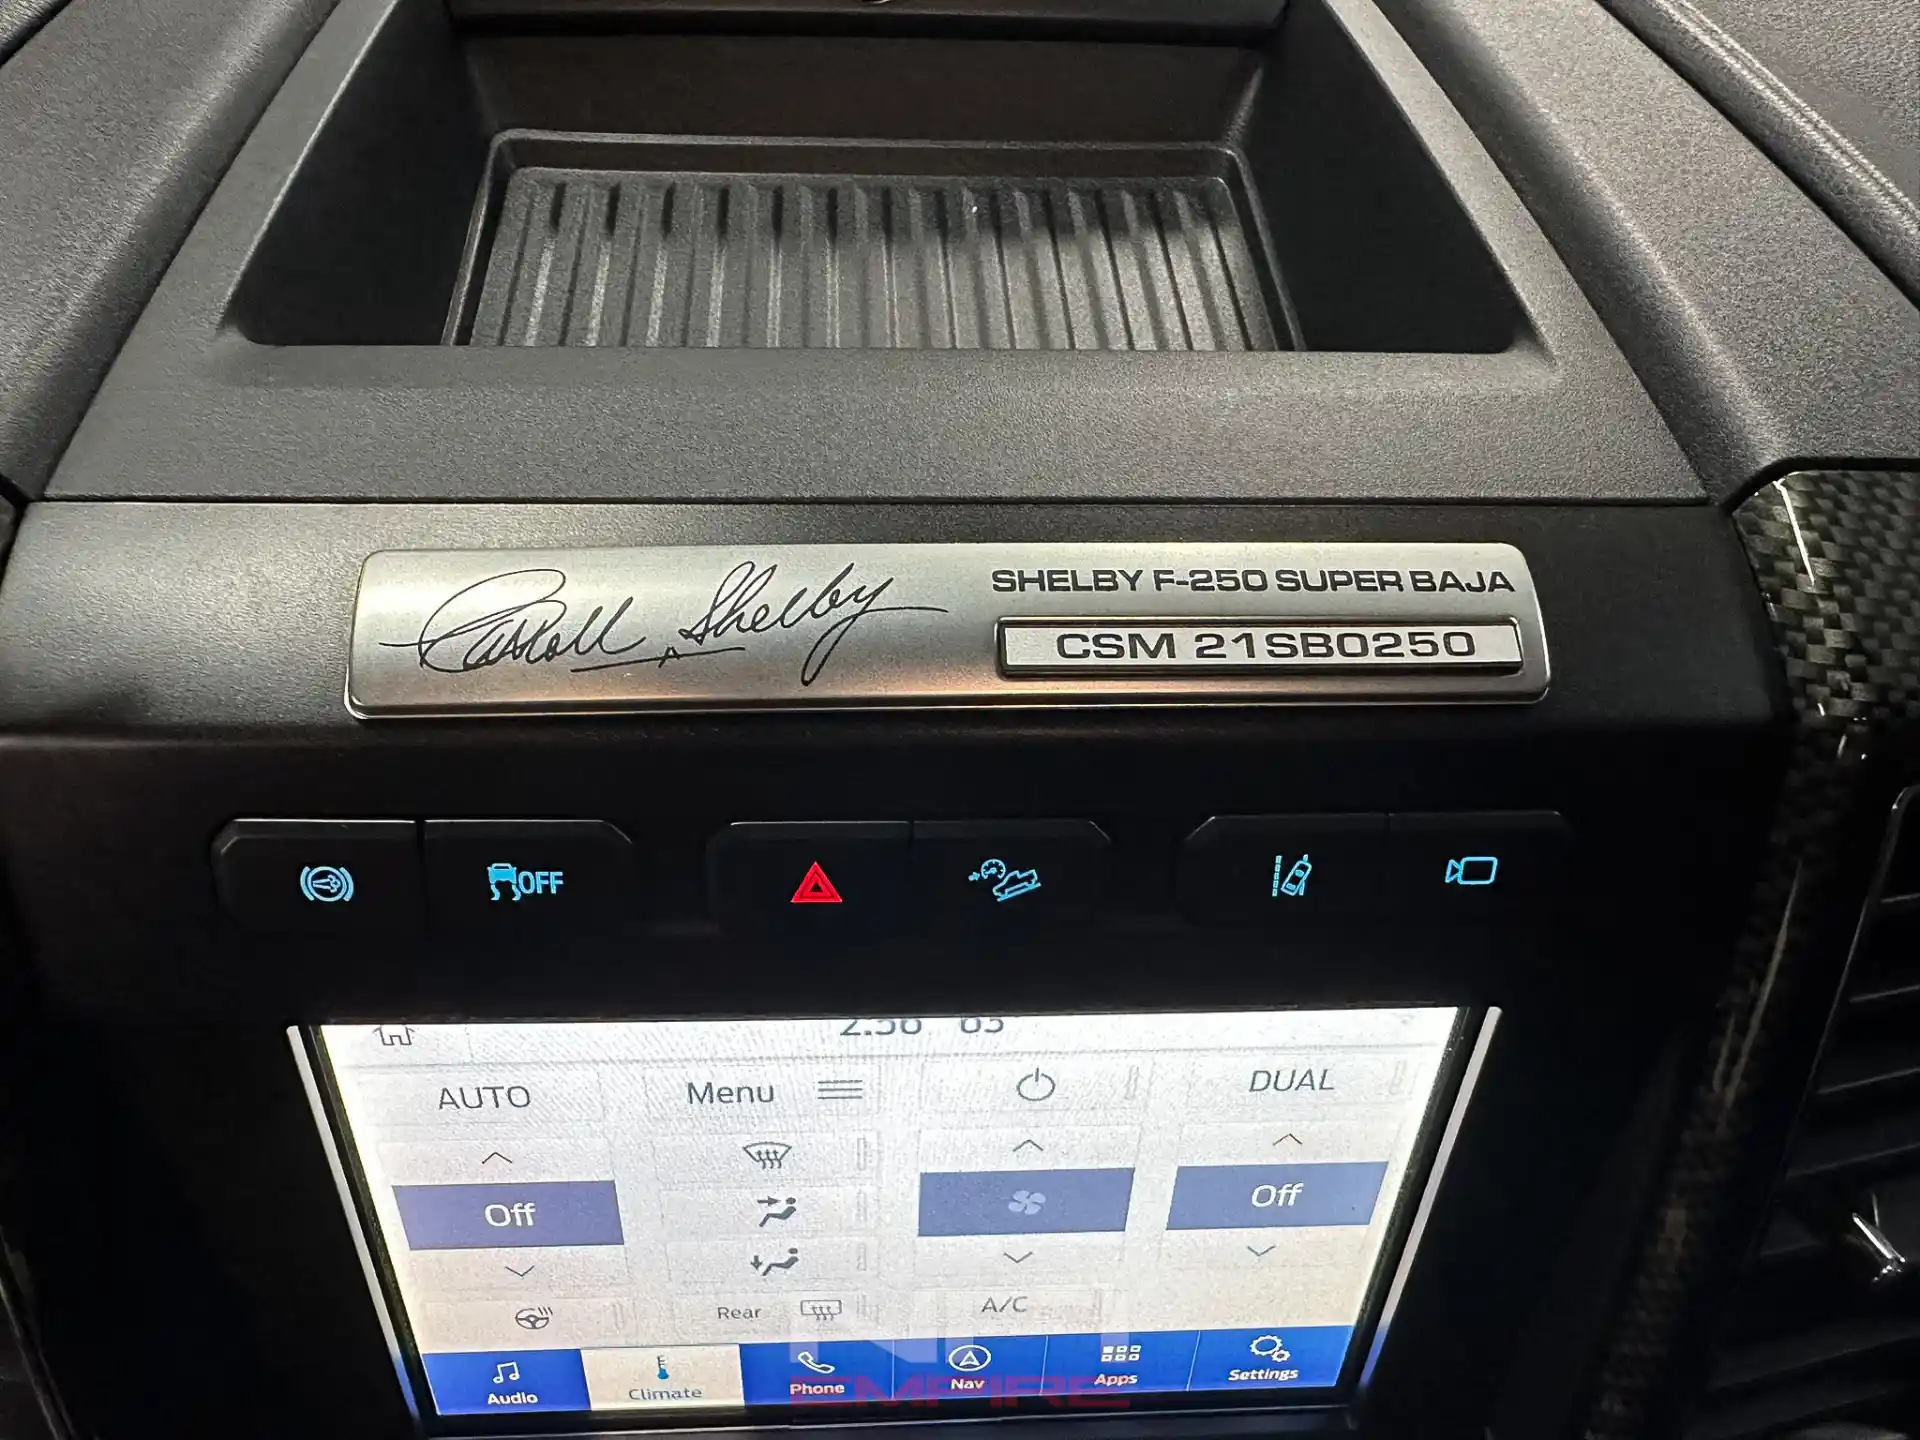 Carroll Shelby
SHELBY F-250 SUPER BAJA
CSM 21SB0250
OFF
AUTO
Menu
DUAL
Off
Off
Rear
A/C
Audio
Climate
Phone
Nav
Apps
Settings
EMPIRE